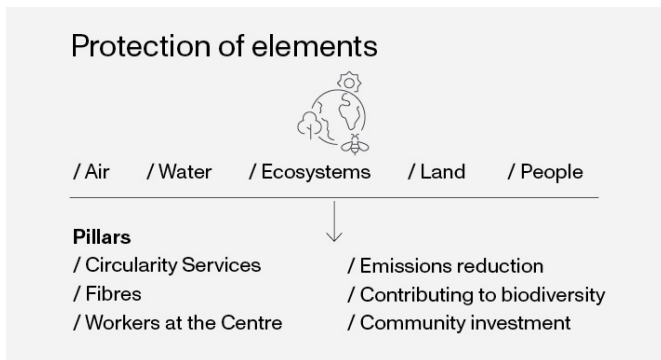 Protection of elements
/ Air / Water / Ecosystems / Land / People
Pillars
/ Circularity Services
/ Fibres
/ Workers at the Centre
/ Emissions reduction
/ Contributing to biodiversity
/ Community investment